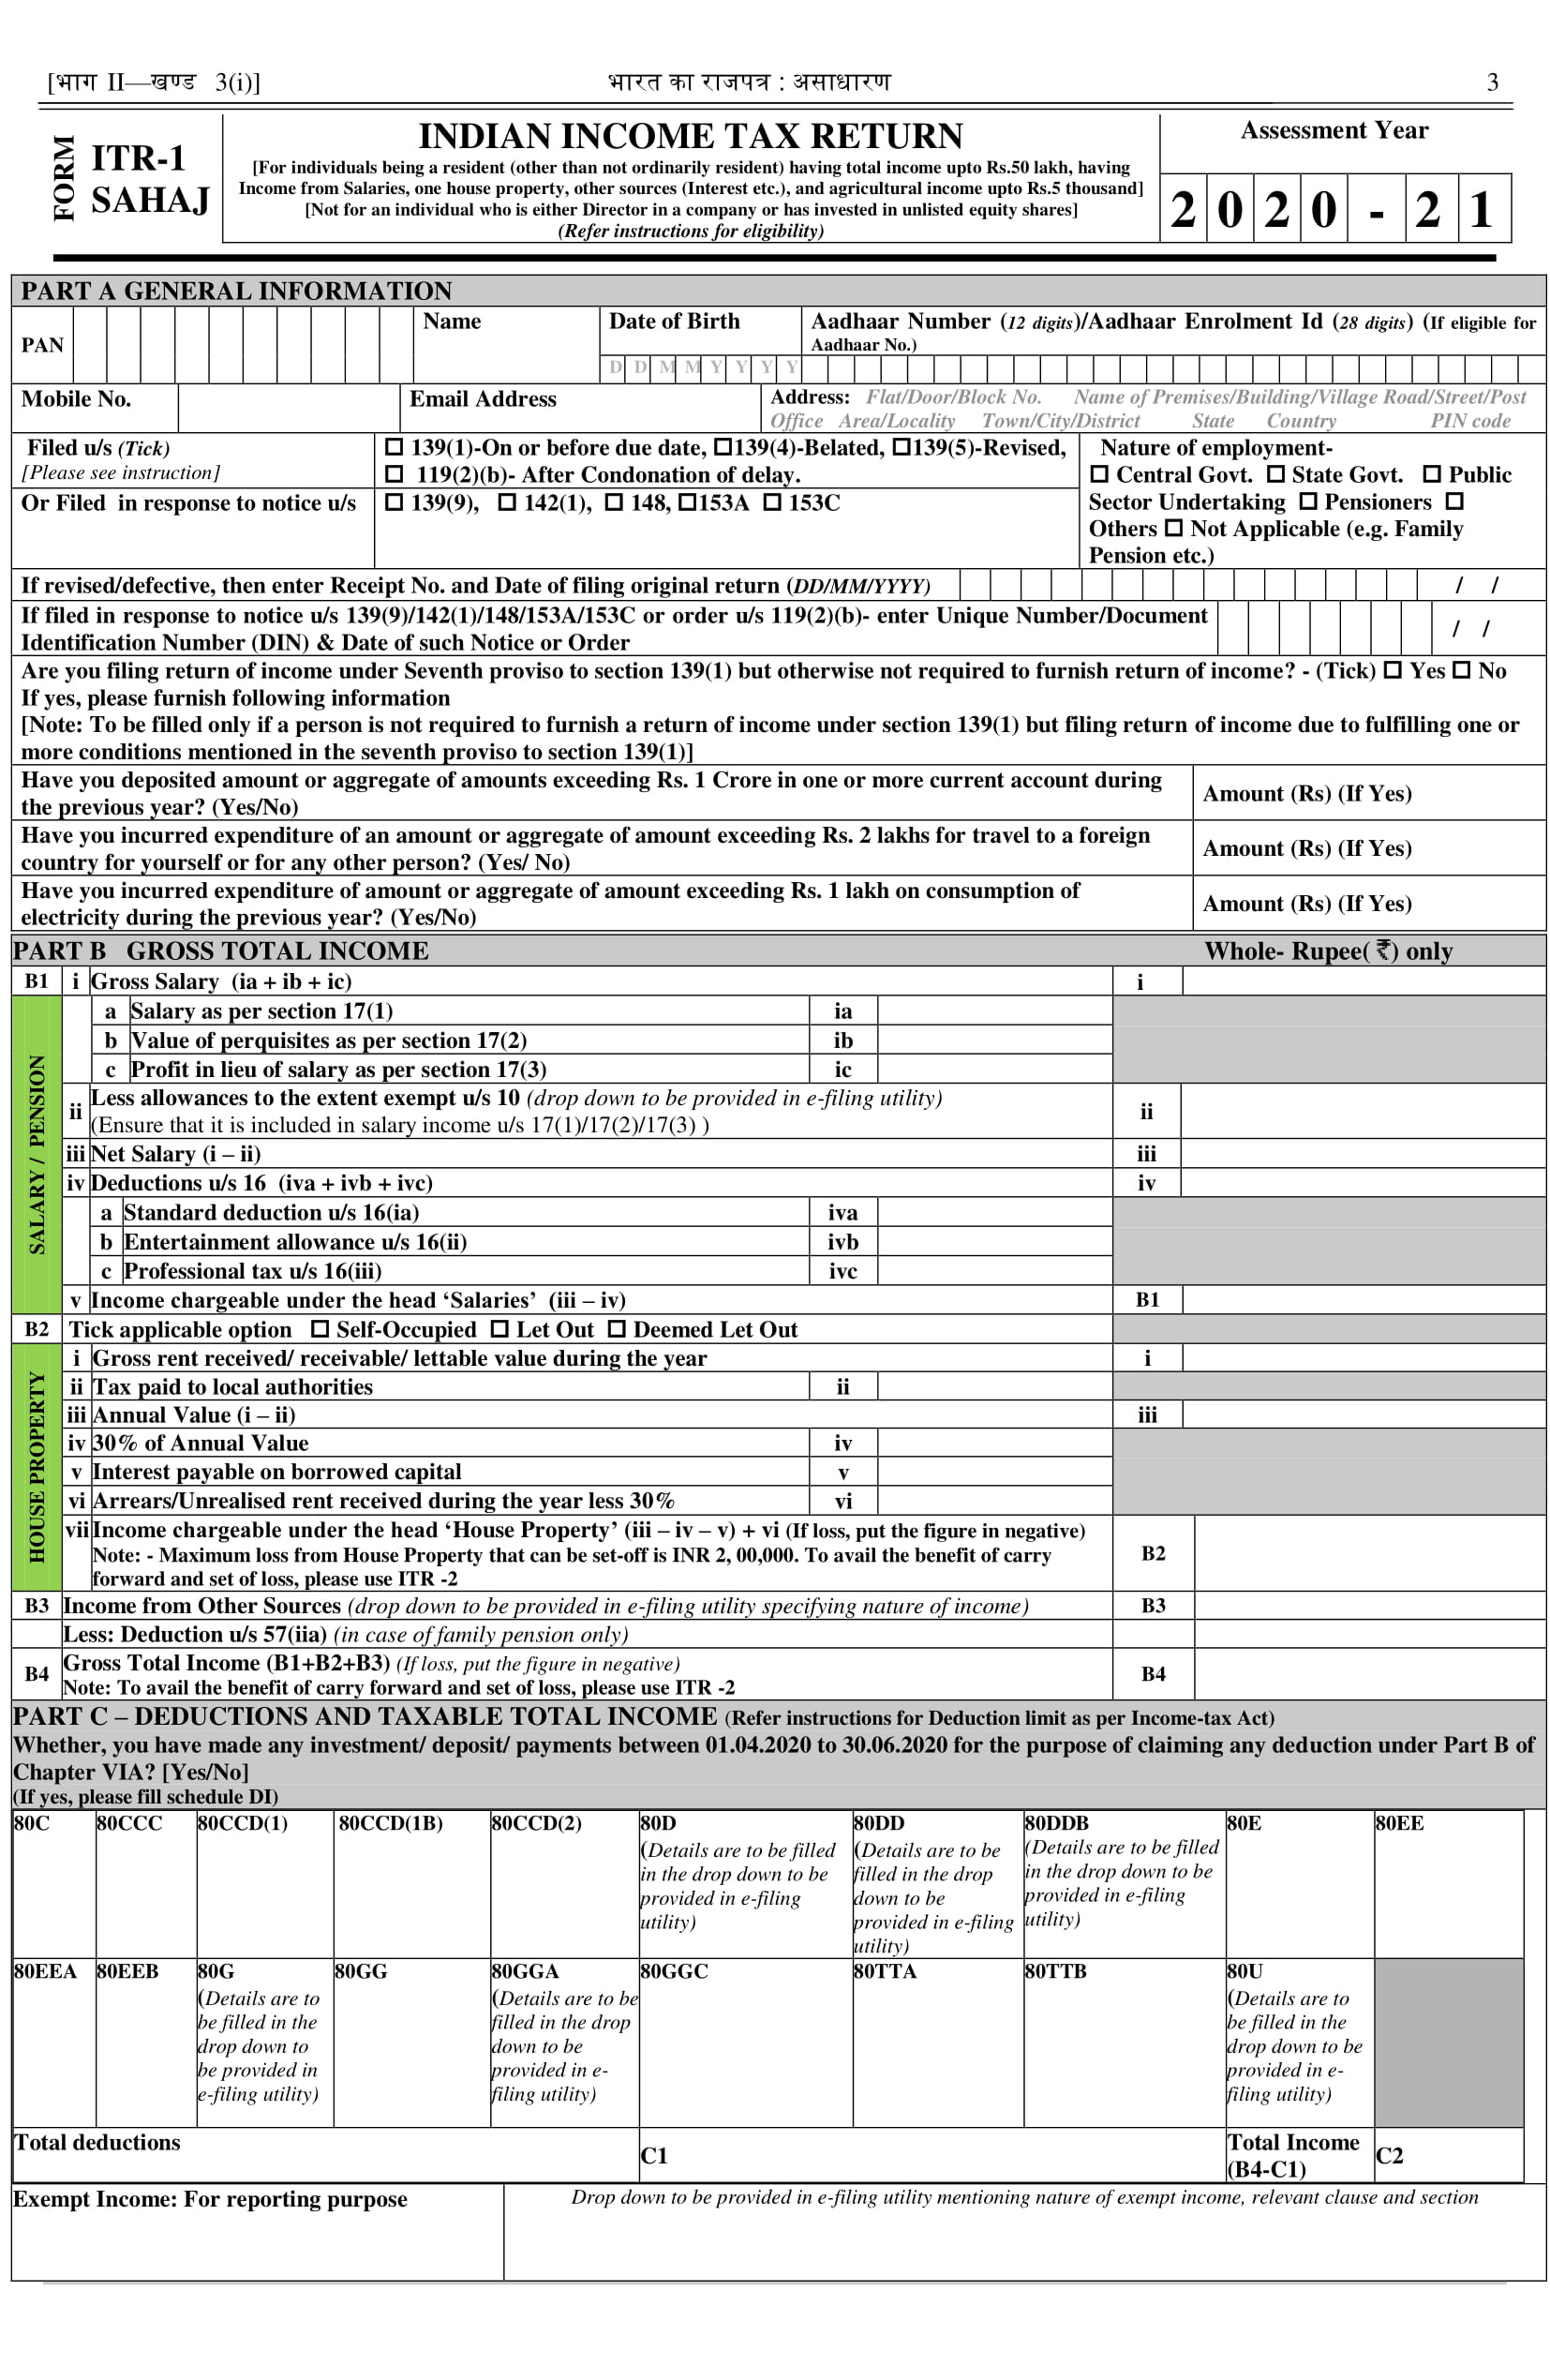 [भाग II—खण्ड 3(i)] भारत का राजपत्र : असाधारण 3
FORM
ITR-1
SAHAJ
INDIAN INCOME TAX RETURN
[For individuals being a resident (other than not ordinarily resident) having total income upto Rs.50 lakh, having
Income from Salaries, one house property, other sources (Interest etc.), and agricultural income upto Rs.5 thousand]
[Not for an individual who is either Director in a company or has invested in unlisted equity shares]
(Refer instructions for eligibility)
Assessment Year
2 0 2 0 - 2 1
PART A GENERAL INFORMATION
PAN
Name
Date of Birth
D D M M Y Y Y Y
Aadhaar Number (12 digits)/Aadhaar Enrolment Id (28 digits) (If eligible for
Aadhaar No.)
Mobile No.
Email Address
Address: Flat/Door/Block No. Name of Premises/Building/Village Road/Street/Post
Office Area/Locality Town/City/District State Country PIN code
Filed u/s (Tick)
[Please see instruction]
☐ 139(1)-On or before due date, ☐139(4)-Belated, ☐139(5)-Revised,
☐ 119(2)(b)- After Condonation of delay.
Or Filed in response to notice u/s
☐ 139(9), ☐ 142(1), ☐ 148, ☐153A ☐ 153C
Nature of employment-
☐ Central Govt. ☐ State Govt. ☐ Public
Sector Undertaking ☐ Pensioners ☐
Others ☐ Not Applicable (e.g. Family
Pension etc.)
If revised/defective, then enter Receipt No. and Date of filing original return (DD/MM/YYYY) / /
If filed in response to notice u/s 139(9)/142(1)/148/153A/153C or order u/s 119(2)(b)- enter Unique Number/Document
Identification Number (DIN) & Date of such Notice or Order / /
Are you filing return of income under Seventh proviso to section 139(1) but otherwise not required to furnish return of income? - (Tick) ☐ Yes ☐ No
If yes, please furnish following information
[Note: To be filled only if a person is not required to furnish a return of income under section 139(1) but filing return of income due to fulfilling one or
more conditions mentioned in the seventh proviso to section 139(1)]
Have you deposited amount or aggregate of amounts exceeding Rs. 1 Crore in one or more current account during
the previous year? (Yes/No)
Amount (Rs) (If Yes)
Have you incurred expenditure of an amount or aggregate of amount exceeding Rs. 2 lakhs for travel to a foreign
country for yourself or for any other person? (Yes/ No)
Amount (Rs) (If Yes)
Have you incurred expenditure of amount or aggregate of amount exceeding Rs. 1 lakh on consumption of
electricity during the previous year? (Yes/No)
Amount (Rs) (If Yes)
PART B GROSS TOTAL INCOME Whole- Rupee( ₹) only
B1 i Gross Salary (ia + ib + ic) i
SALARY / PENSION
a Salary as per section 17(1) ia
b Value of perquisites as per section 17(2) ib
c Profit in lieu of salary as per section 17(3) ic
ii Less allowances to the extent exempt u/s 10 (drop down to be provided in e-filing utility)
(Ensure that it is included in salary income u/s 17(1)/17(2)/17(3) ) ii
iii Net Salary (i – ii) iii
iv Deductions u/s 16 (iva + ivb + ivc) iv
a Standard deduction u/s 16(ia) iva
b Entertainment allowance u/s 16(ii) ivb
c Professional tax u/s 16(iii) ivc
v Income chargeable under the head ‘Salaries’ (iii – iv) B1
B2 Tick applicable option ☐ Self-Occupied ☐ Let Out ☐ Deemed Let Out
HOUSE PROPERTY
i Gross rent received/ receivable/ lettable value during the year i
ii Tax paid to local authorities ii
iii Annual Value (i – ii) iii
iv 30% of Annual Value iv
v Interest payable on borrowed capital v
vi Arrears/Unrealised rent received during the year less 30% vi
vii Income chargeable under the head ‘House Property’ (iii – iv – v) + vi (If loss, put the figure in negative)
Note: - Maximum loss from House Property that can be set-off is INR 2, 00,000. To avail the benefit of carry
forward and set of loss, please use ITR -2
B2
B3 Income from Other Sources (drop down to be provided in e-filing utility specifying nature of income) B3
Less: Deduction u/s 57(iia) (in case of family pension only)
B4 Gross Total Income (B1+B2+B3) (If loss, put the figure in negative)
Note: To avail the benefit of carry forward and set of loss, please use ITR -2
B4
PART C – DEDUCTIONS AND TAXABLE TOTAL INCOME (Refer instructions for Deduction limit as per Income-tax Act)
Whether, you have made any investment/ deposit/ payments between 01.04.2020 to 30.06.2020 for the purpose of claiming any deduction under Part B of
Chapter VIA? [Yes/No]
(If yes, please fill schedule DI)
80C
80CCC
80CCD(1)
80CCD(1B)
80CCD(2)
80D
(Details are to be filled
in the drop down to be
provided in e-filing
utility)
80DD
(Details are to be
filled in the drop
down to be
provided in e-filing
utility)
80DDB
(Details are to be filled
in the drop down to be
provided in e-filing
utility)
80E
80EE
80EEA
80EEB
80G
(Details are to
be filled in the
drop down to
be provided in
e-filing utility)
80GG
80GGA
(Details are to be
filled in the drop
down to be
provided in e-
filing utility)
80GGC
80TTA
80TTB
80U
(Details are to
be filled in the
drop down to be
provided in e-
filing utility)
Total deductions
C1
Total Income
(B4-C1)
C2
Exempt Income: For reporting purpose
Drop down to be provided in e-filing utility mentioning nature of exempt income, relevant clause and section